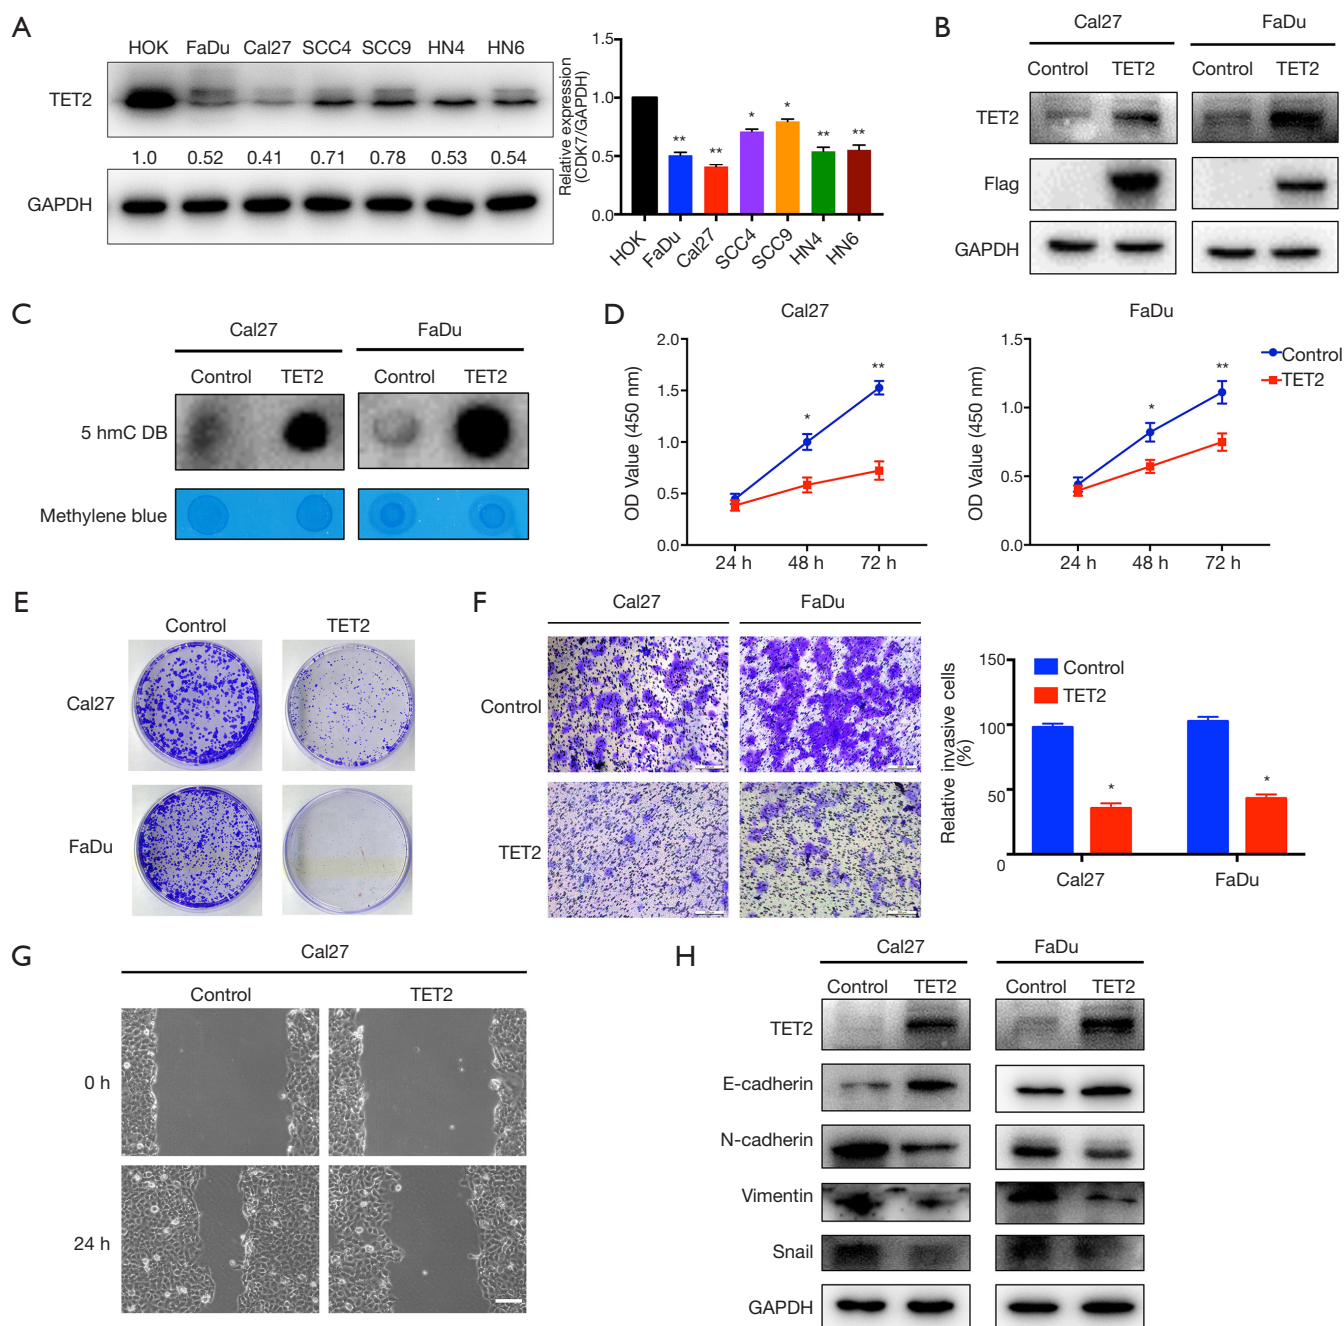 A
HOK FaDu Cal27 SCC4 SCC9 HN4 HN6
TET2
1.0 0.52 0.41 0.71 0.78 0.53 0.54
GAPDH
Relative expression
(CDK7/GAPDH)
1.5
1.0
0.5
0.0
** ** * * ** **
HOK FaDu Cal27 SCC4 SCC9 HN4 HN6
B
Cal27 FaDu
Control TET2 Control TET2
TET2
Flag
GAPDH
C
Cal27 FaDu
Control TET2 Control TET2
5 hmC DB
Methylene blue
D
Cal27
OD Value (450 nm)
2.0
1.5
1.0
0.5
0.0
* **
24 h 48 h 72 h
FaDu
OD Value (450 nm)
1.5
1.0
0.5
0.0
* **
24 h 48 h 72 h
Control
TET2
E
Control TET2
Cal27
FaDu
F
Cal27 FaDu
Control
TET2
Relative invasive cells
(%)
150
100
50
0
Control
TET2
* *
Cal27 FaDu
G
Cal27
Control TET2
0 h
24 h
H
Cal27 FaDu
Control TET2 Control TET2
TET2
E-cadherin
N-cadherin
Vimentin
Snail
GAPDH